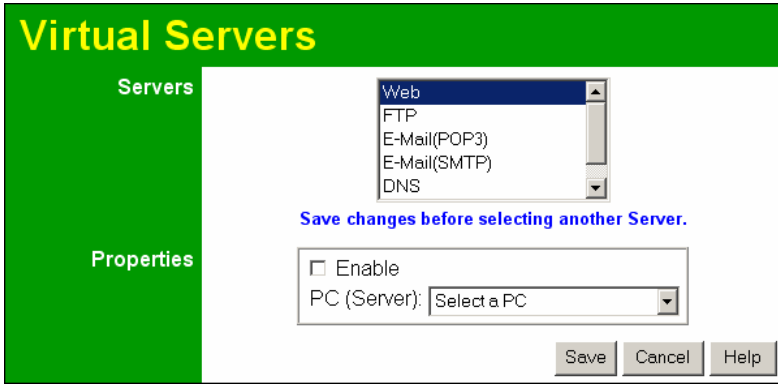 Virtual Servers
Servers
Web
FTP
E-Mail(POP3)
E-Mail(SMTP)
DNS
Save changes before selecting another Server.
Properties
Enable
PC (Server): Select a PC
Save Cancel Help